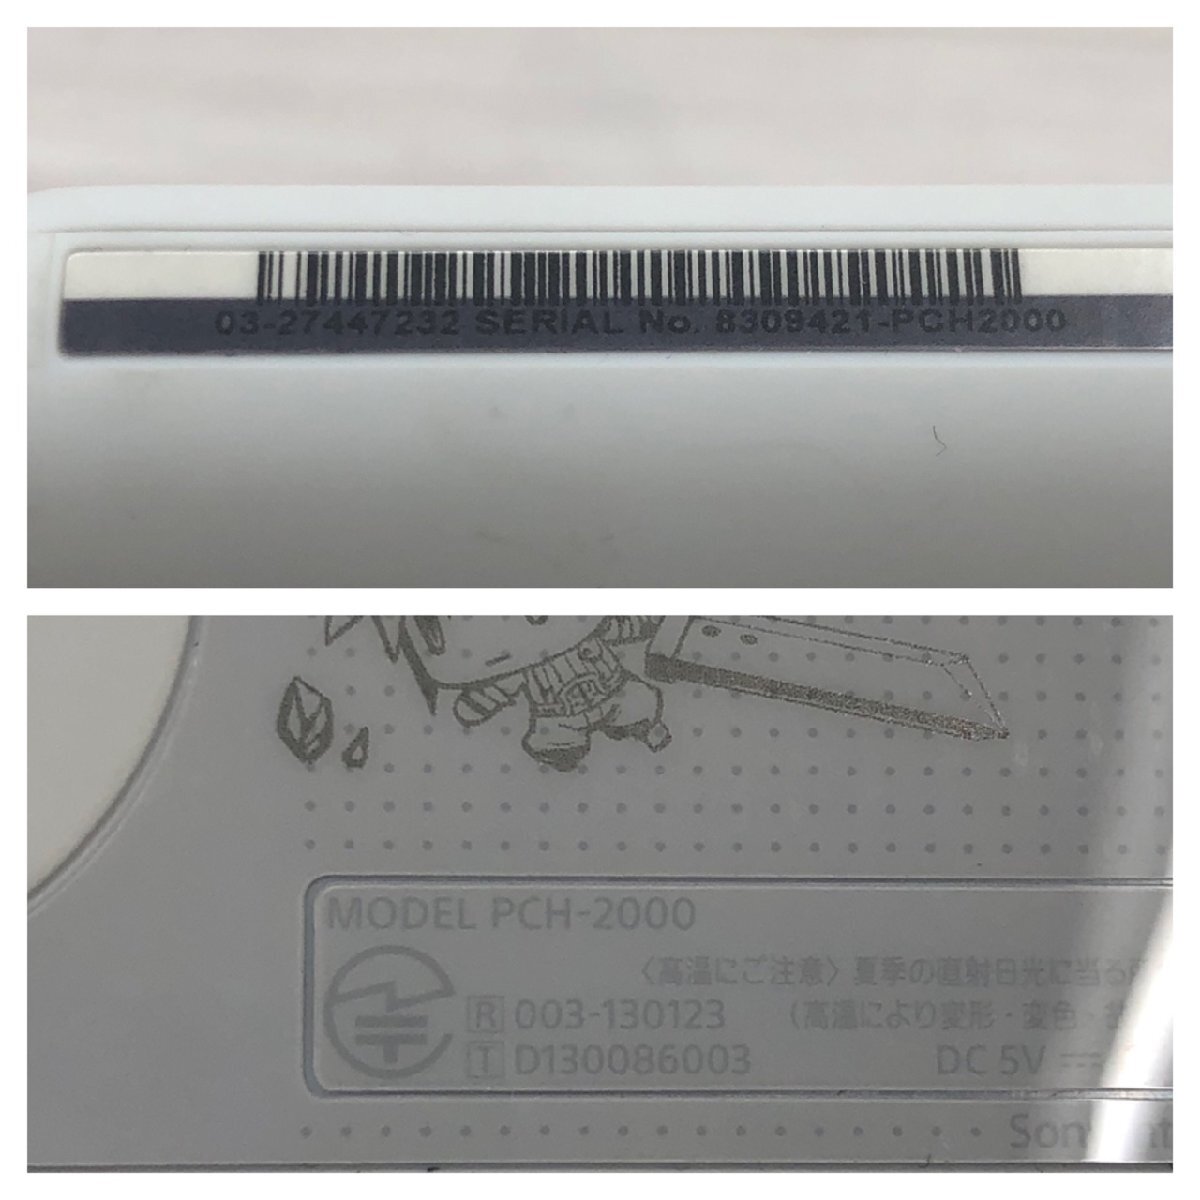 03-27447232 SERIAL No. 8309421-PCH2000
MODEL PCH-2000
〈高温にご注意〉夏季の直射日光に当る
R 003-130123
(高温により変形・変色・
T D130086003
DC 5V ⎓
Son